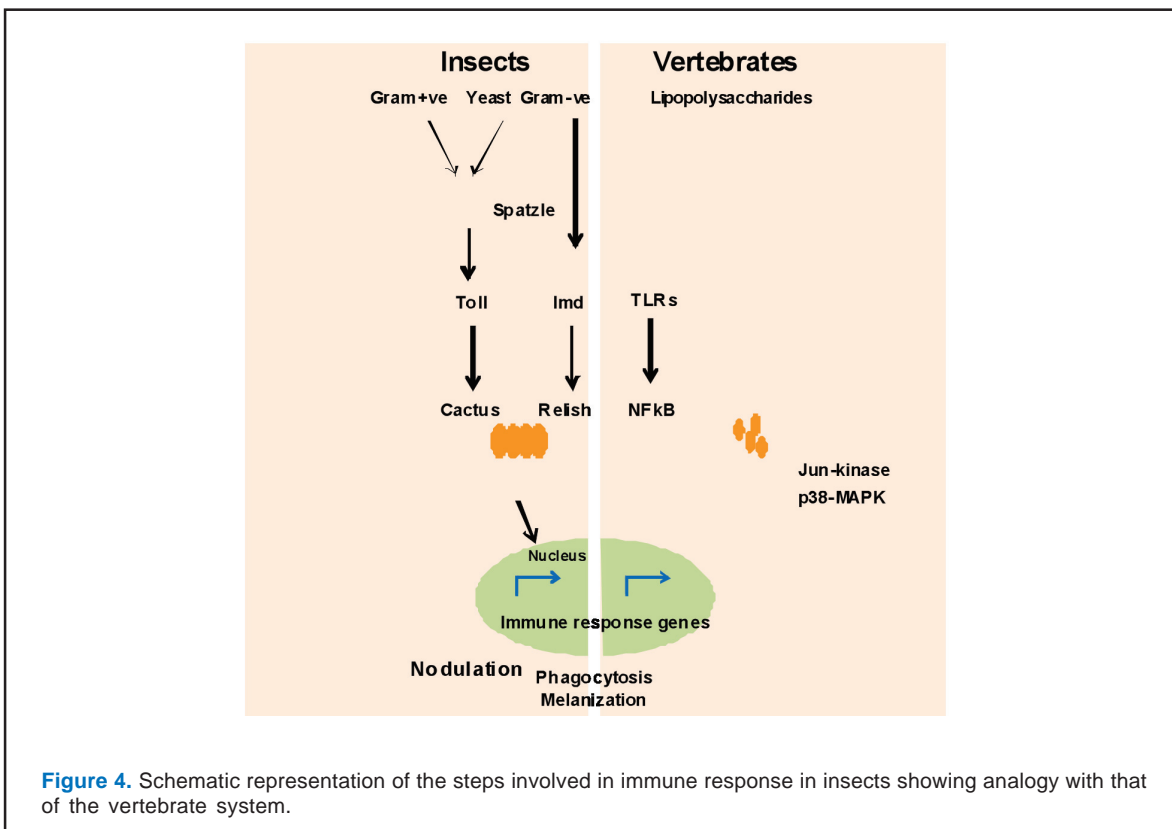 Insects Vertebrates
Gram+ve Yeast Gram-ve Lipopolysaccharides
Spatzle
Toll Imd TLRs
Cactus Relish NFkB
Jun-kinase
p38-MAPK
Nucleus
Immune response genes
Nodulation
Phagocytosis
Melanization
Figure 4. Schematic representation of the steps involved in immune response in insects showing analogy with that
of the vertebrate system.